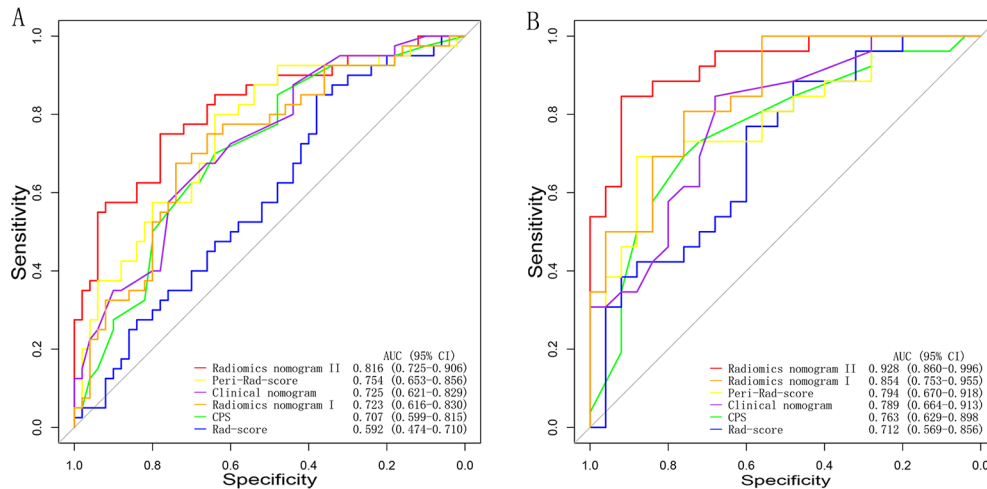 A
Sensitivity
1.0
0.8
0.6
0.4
0.2
0.0
AUC (95% CI)
Radiomics nomogram II 0.816 (0.725-0.906)
Peri-Rad-score 0.754 (0.653-0.856)
Clinical nomogram 0.725 (0.621-0.829)
Radiomics nomogram I 0.723 (0.616-0.830)
CPS 0.707 (0.599-0.815)
Rad-score 0.592 (0.474-0.710)
1.0 0.8 0.6 0.4 0.2 0.0
Specificity
B
Sensitivity
1.0
0.8
0.6
0.4
0.2
0.0
AUC (95% CI)
Radiomics nomogram II 0.928 (0.860-0.996)
Radiomics nomogram I 0.854 (0.753-0.955)
Peri-Rad-score 0.794 (0.670-0.918)
Clinical nomogram 0.789 (0.664-0.913)
CPS 0.763 (0.629-0.898
Rad-score 0.712 (0.569-0.856)
1.0 0.8 0.6 0.4 0.2 0.0
Specificity